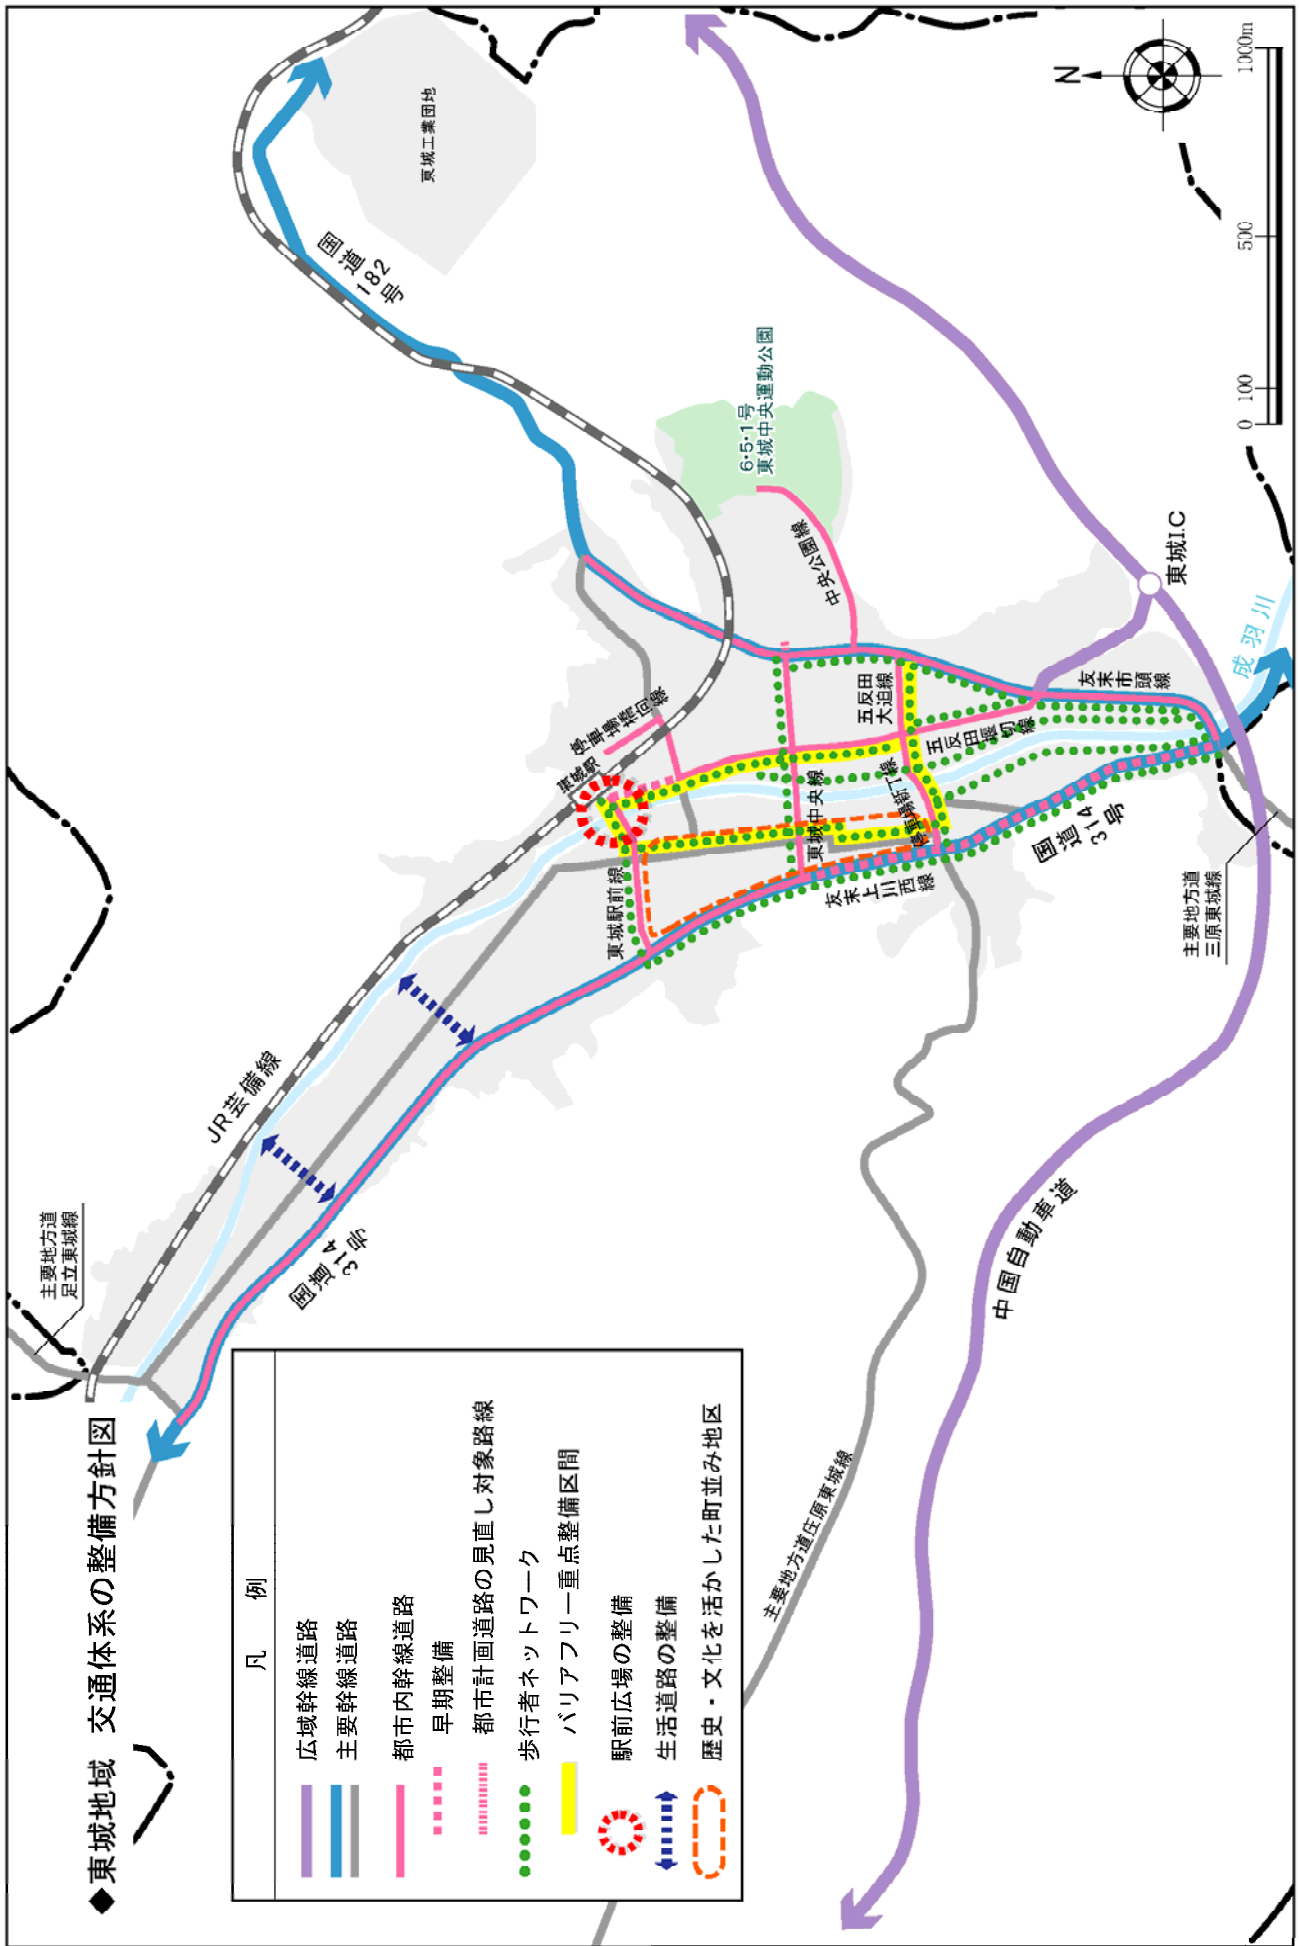 ◆東城地域　交通体系の整備方針図
凡　例
広域幹線道路
主要幹線道路
都市内幹線道路
早期整備
都市計画道路の見直し対象路線
歩行者ネットワーク
バリアフリー重点整備区間
駅前広場の整備
生活道路の整備
歴史・文化を活かした町並み地区
主要地方道
足立東城線
JR芸備線
国道
314
号
国道
182
号
東城工業団地
6・5・1号
東城中央運動公園
中央公園線
東城駅
停車場橋向線
東城駅前線
東城中央線
五反田
大迫線
五反田腰切線
友末市
頭
線
友末上川西線
国道
314
号
主要地方道
三原東城線
主要地方道庄原東城線
中国自動車道
東城I.C
成羽川
N
0 100 500 1000m